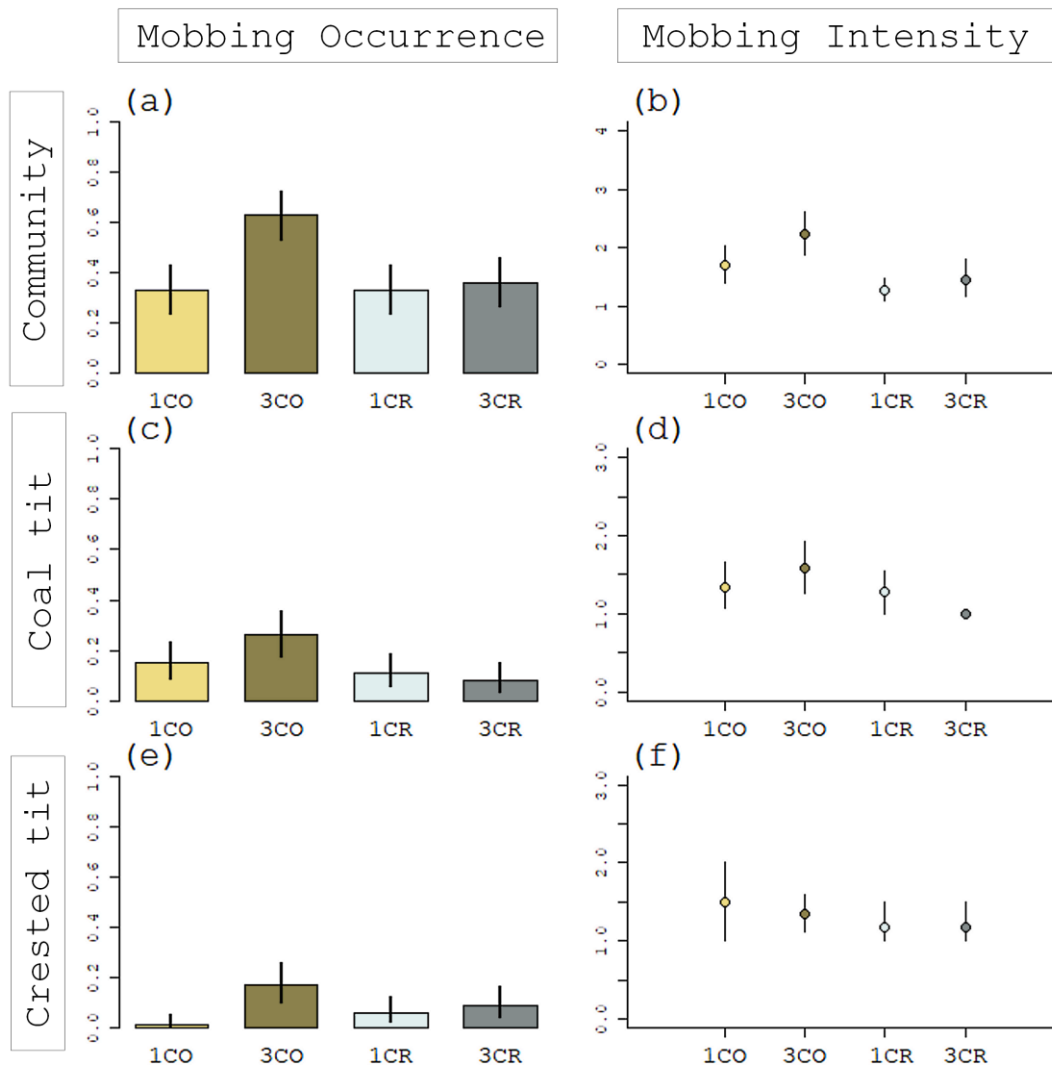 Mobbing Occurrence
Mobbing Intensity
Community
(a)
1.0
0.8
0.6
0.4
0.2
0.0
1CO 3CO 1CR 3CR
(b)
4
3
2
1
0
1CO 3CO 1CR 3CR
Coal tit
(c)
1.0
0.8
0.6
0.4
0.2
0.0
1CO 3CO 1CR 3CR
(d)
3.0
2.0
1.0
0.0
1CO 3CO 1CR 3CR
Crested tit
(e)
1.0
0.8
0.6
0.4
0.2
0.0
1CO 3CO 1CR 3CR
(f)
3.0
2.0
1.0
0.0
1CO 3CO 1CR 3CR